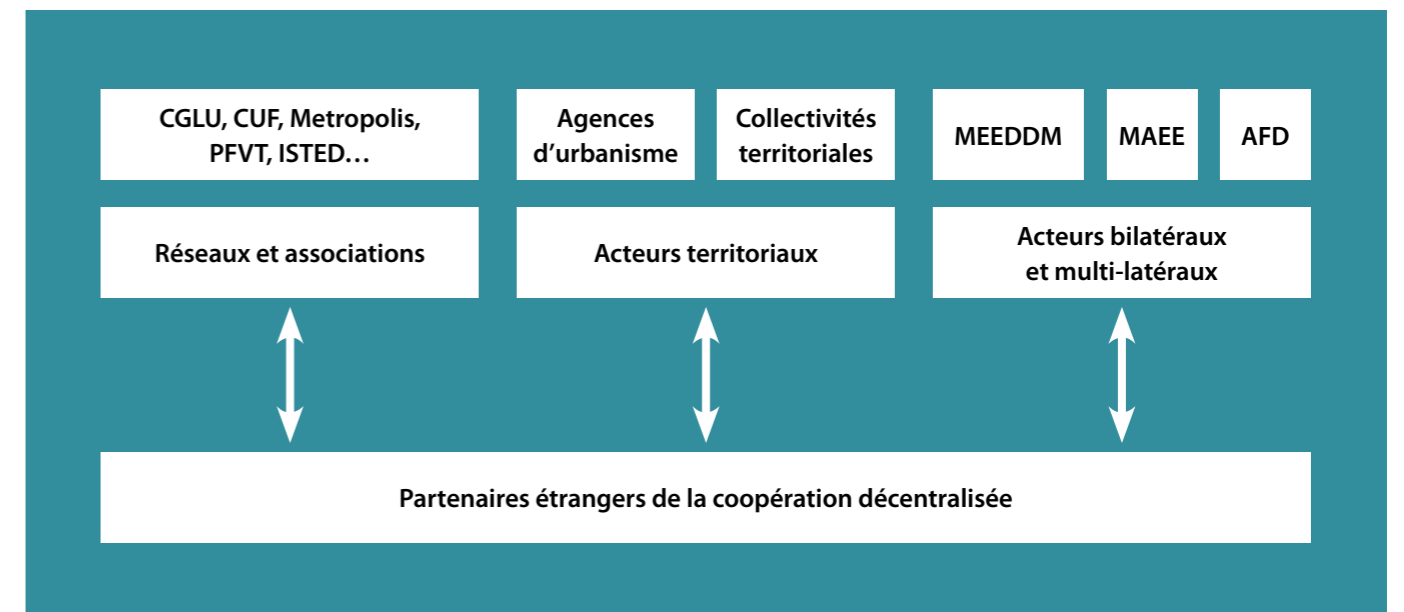 CGLU, CUF, Metropolis,
PFVT, ISTED…
Agences
d’urbanisme
Collectivités
territoriales
MEEDDM
MAEE
AFD
Réseaux et associations
Acteurs territoriaux
Acteurs bilatéraux
et multi-latéraux
Partenaires étrangers de la coopération décentralisée